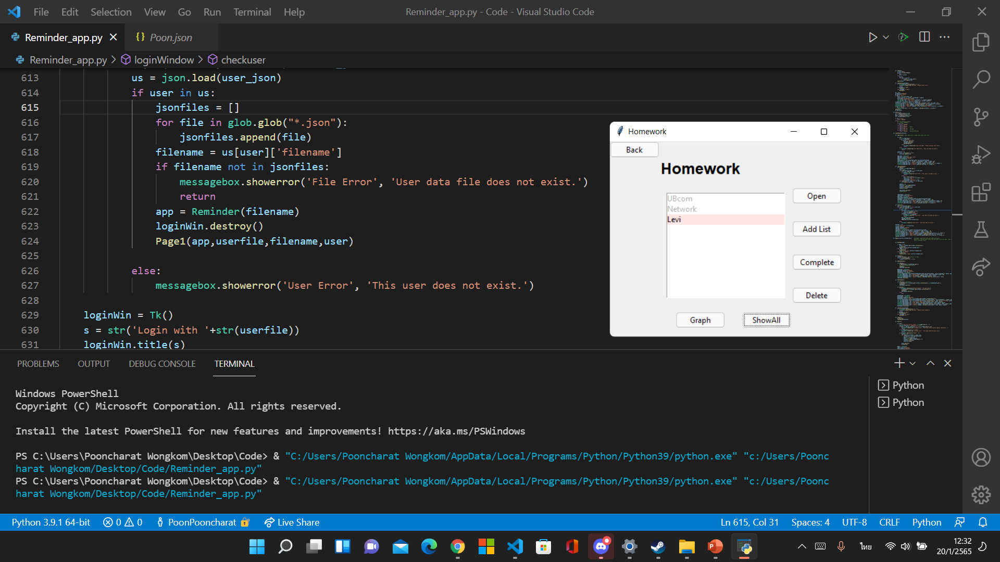 File Edit Selection View Go Run Terminal Help
Reminder_app.py - Code - Visual Studio Code
Reminder_app.py
Poon.json
Reminder_app.py > loginWindow > checkuser
613 us = json.load(user_json)
614 if user in us:
615 jsonfiles = []
616 for file in glob.glob("*.json"):
617 jsonfiles.append(file)
618 filename = us[user]['filename']
619 if filename not in jsonfiles:
620 messagebox.showerror('File Error', 'User data file does not exist.')
621 return
622 app = Reminder(filename)
623 loginWin.destroy()
624 Page1(app,userfile,filename,user)
625
626 else:
627 messagebox.showerror('User Error', 'This user does not exist.')
628
629 loginWin = Tk()
630 s = str('Login with '+str(userfile))
631 loginWin.title(s)
Homework
Back
Homework
UBcom
Network
Levi
Open
Add List
Complete
Delete
Graph
ShowAll
PROBLEMS OUTPUT DEBUG CONSOLE TERMINAL
Windows PowerShell
Copyright (C) Microsoft Corporation. All rights reserved.
Install the latest PowerShell for new features and improvements! https://aka.ms/PSWindows
PS C:\Users\Pooncharat Wongkom\Desktop\Code> & "C:/Users/Pooncharat Wongkom/AppData/Local/Programs/Python/Python39/python.exe" "c:/Users/Poonc
harat Wongkom/Desktop/Code/Reminder_app.py"
PS C:\Users\Pooncharat Wongkom\Desktop\Code> & "C:/Users/Pooncharat Wongkom/AppData/Local/Programs/Python/Python39/python.exe" "c:/Users/Poonc
harat Wongkom/Desktop/Code/Reminder_app.py"
Python
Python
Python 3.9.1 64-bit 0 0 PoonPooncharat Live Share
Ln 615, Col 31 Spaces: 4 UTF-8 CRLF Python
ไทย
12:32
20/1/2565